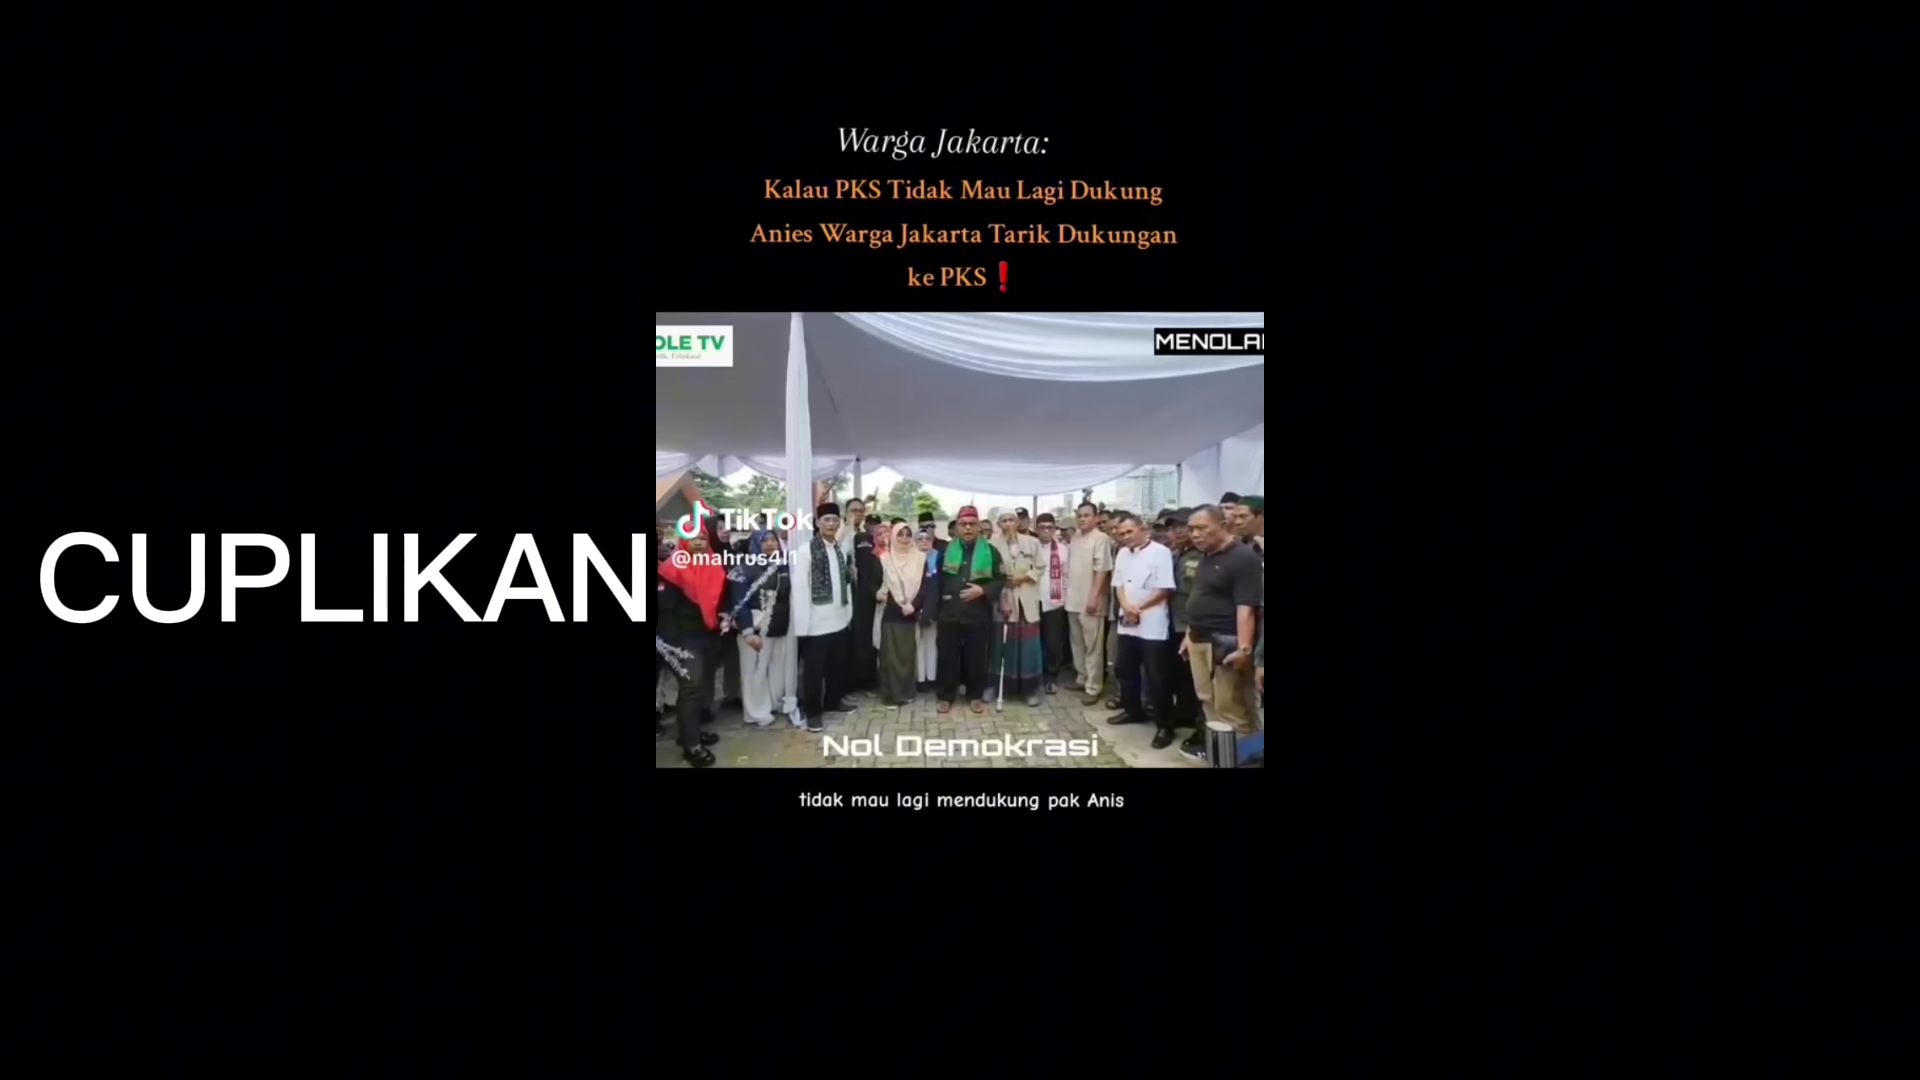 Warga Jakarta:
Kalau PKS Tidak Mau Lagi Dukung
Anies Warga Jakarta Tarik Dukungan
ke PKS❗
OLE TV
MENOLA
TikTok
@mahrus4l1
CUPLIKAN
Nol Demokrasi
tidak mau lagi mendukung pak Anis